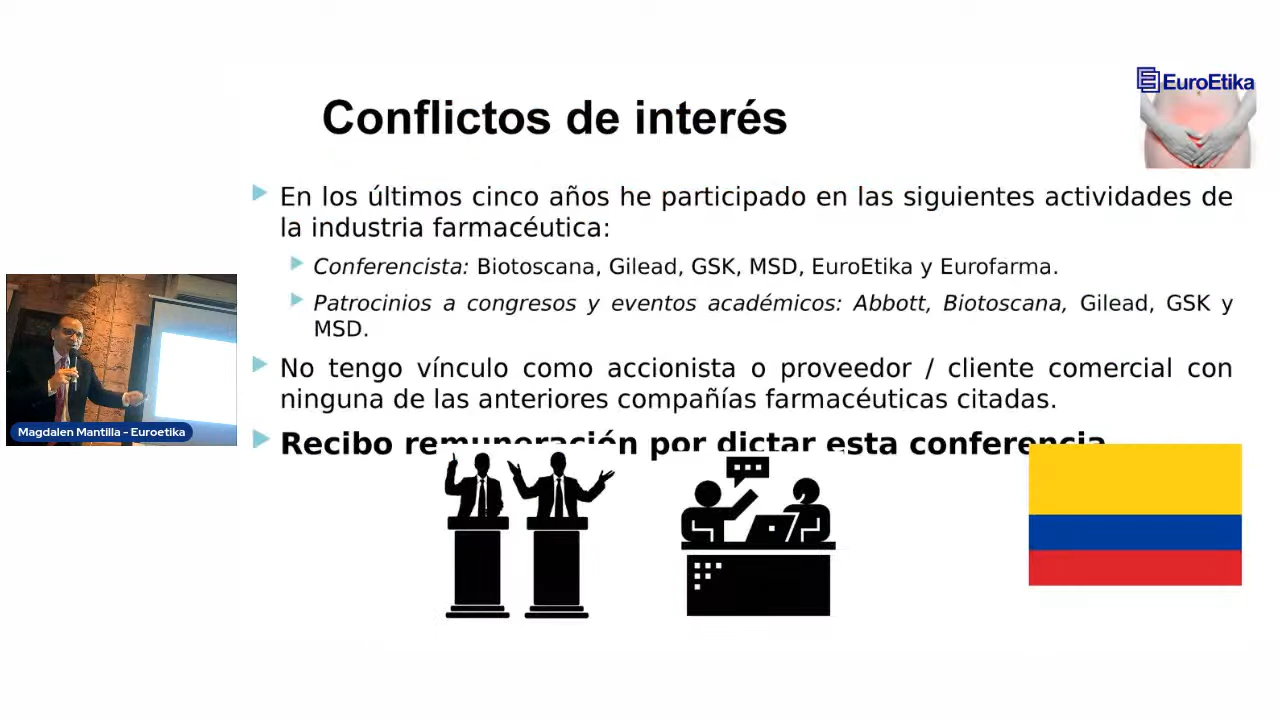 EuroEtika
Conflictos de interés
En los últimos cinco años he participado en las siguientes actividades de
la industria farmacéutica:
Conferencista: Biotoscana, Gilead, GSK, MSD, EuroEtika y Eurofarma.
Patrocinios a congresos y eventos académicos: Abbott, Biotoscana, Gilead, GSK y
MSD.
No tengo vínculo como accionista o proveedor / cliente comercial con
ninguna de las anteriores compañías farmacéuticas citadas.
Recibo remuneración por dictar esta conferencia
Magdalen Mantilla - Euroetika